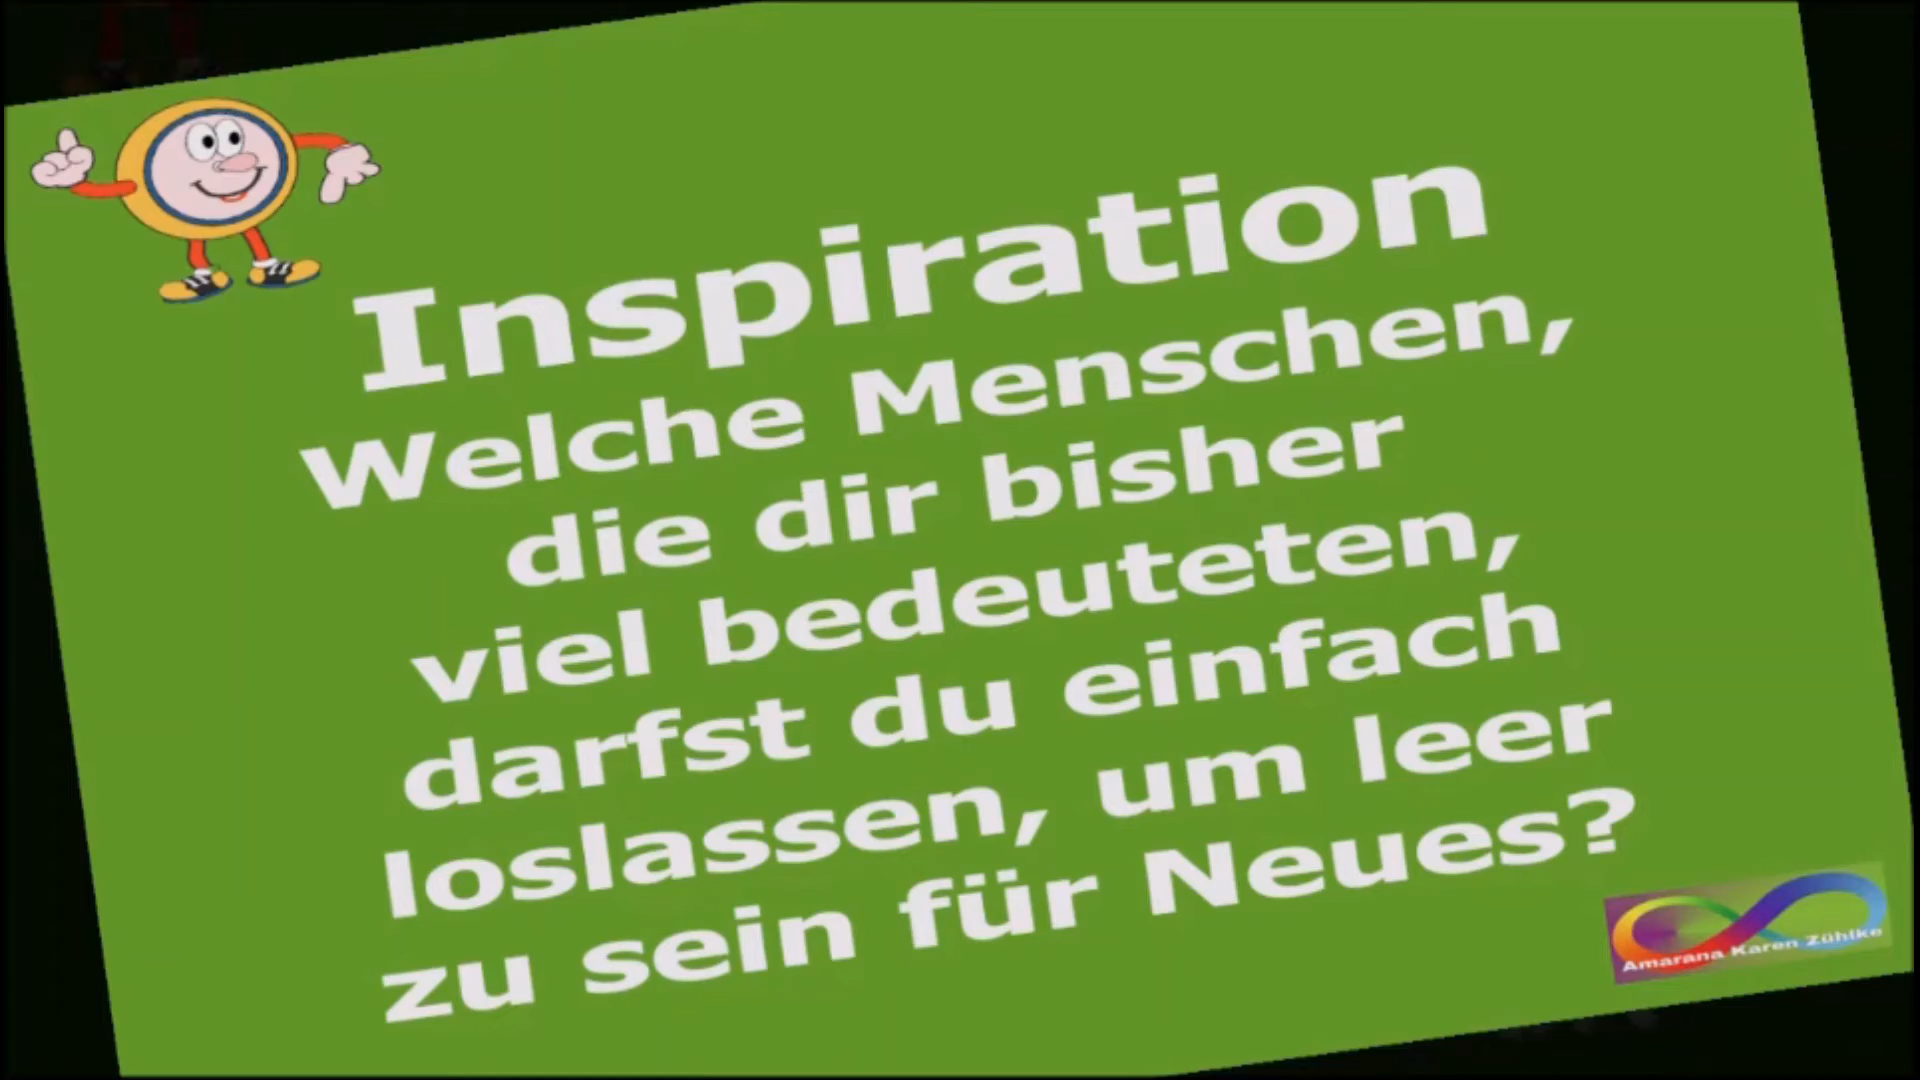 Inspiration
Welche Menschen,
die dir bisher
viel bedeuteten,
darfst du einfach
loslassen, um leer
zu sein für Neues?
Amarana Karen Zühlke